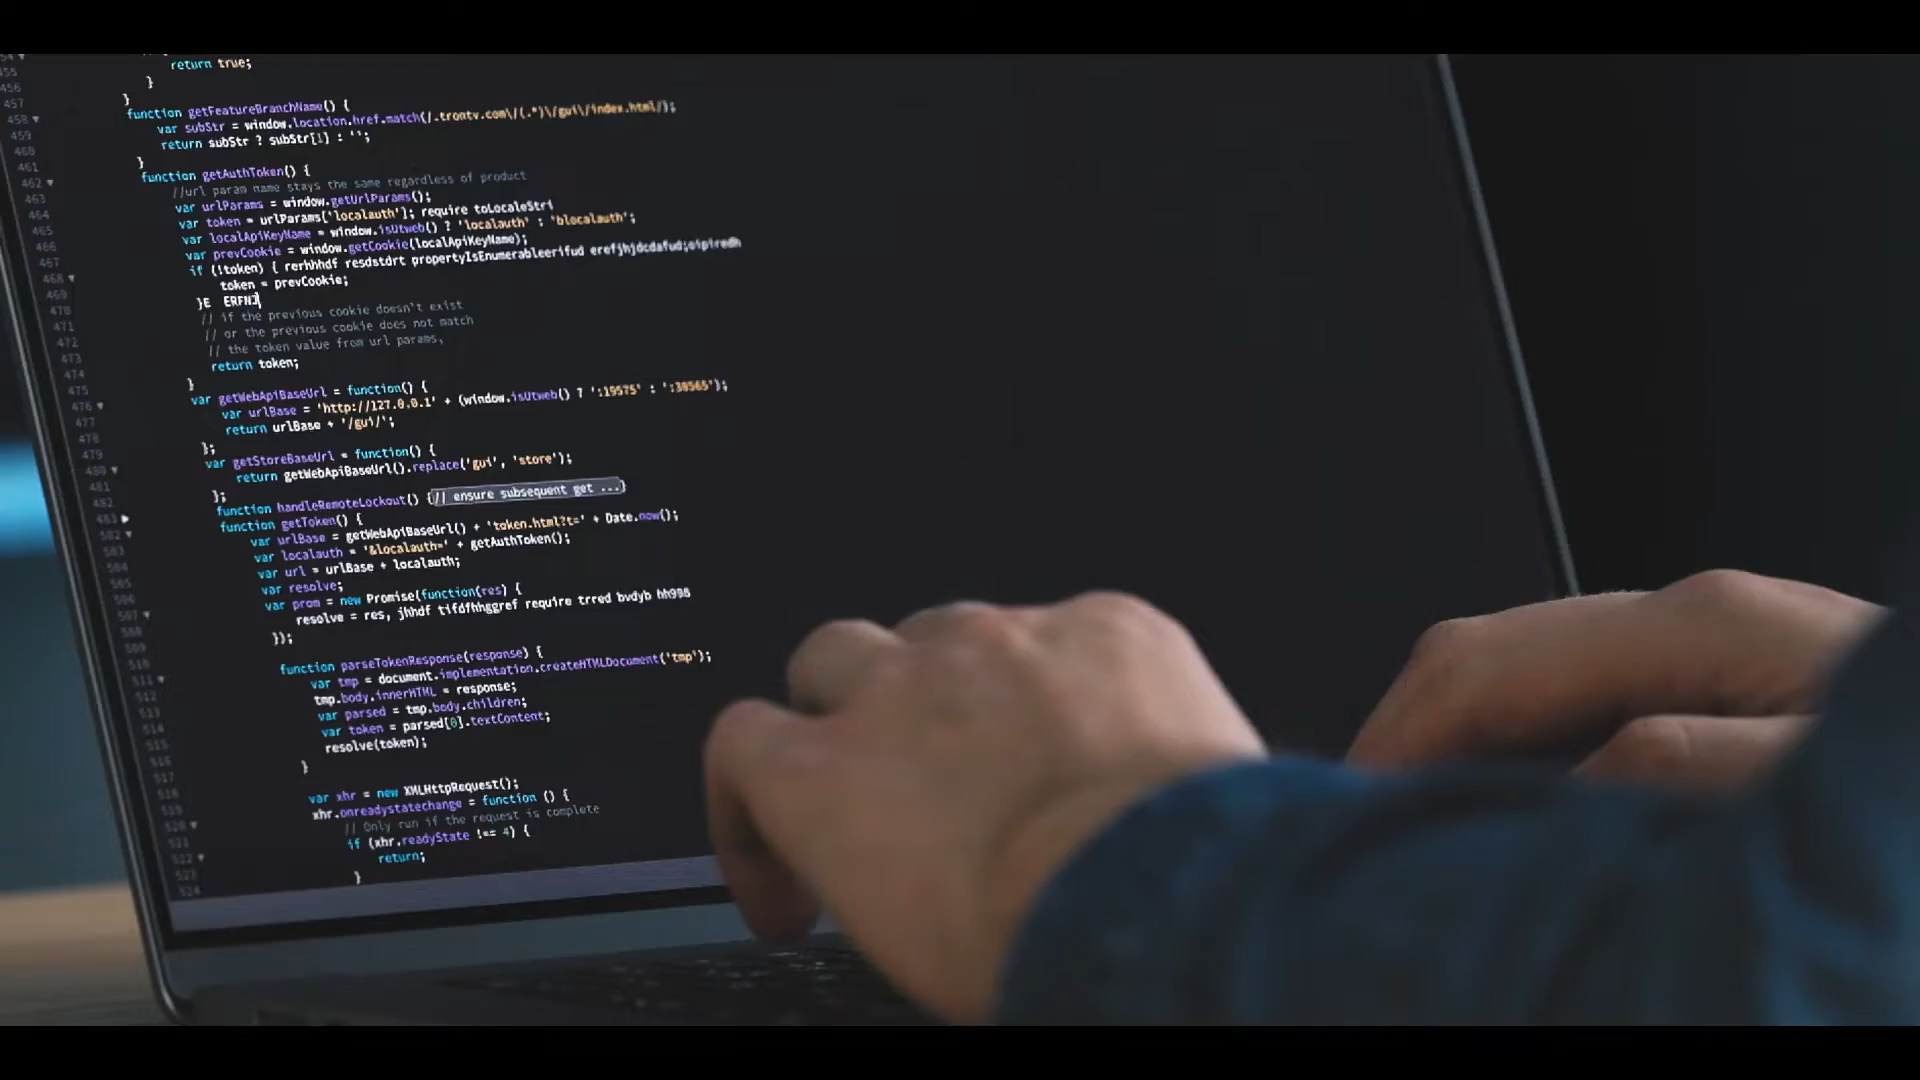 return true;
}
}
function getFeatureBranchName() {
var subStr = window.location.href.match(/.trontv.com\/(.*)\/gui\/index.html/);
return subStr ? subStr[1] : '';
}
function getAuthToken() {
//url param name stays the same regardless of product
var urlParams = window.getUrlParams();
var token = urlParams['localauth']; require toLocaleStri
var localApiKeyName = window.isUtweb() ? 'localauth' : 'blocalauth';
var prevCookie = window.getCookie(localApiKeyName);
if (!token) { rerhhhdf resdstdrt propertyIsEnumerableerifud
token = prevCookie;
}E ERFNJ
// if the previous cookie doesn't exist
// or the previous cookie does not match
// the token value from url params,
return token;
}
var getWebApiBaseUrl = function() {
var urlBase = 'http://127.0.0.1' + (window.isUtweb() ? ':19575' : ':38565');
return urlBase + '/gui/';
};
var getStoreBaseUrl = function() {
return getWebApiBaseUrl().replace('gui', 'store');
};
function handleRemoteLockout() {// ensure subsequent get ...}
function getToken() {
var urlBase = getWebApiBaseUrl() + 'token.html?t=' + Date.now();
var localauth = '&localauth=' + getAuthToken();
var url = urlBase + localauth;
var resolve;
var prom = new Promise(function(res) {
resolve = res, jhhdf tifdfhhggref require trred bvdyb hh998
});
function parseTokenResponse(response) {
var tmp = document.implementation.createHTMLDocument('tmp');
tmp.body.innerHTML = response;
var parsed = tmp.body.children;
var token = parsed[0].textContent;
resolve(token);
}
var xhr = new XMLHttpRequest();
xhr.onreadystatechange = function () {
// Only run if the request is complete
if (xhr.readyState !== 4) {
return;
}